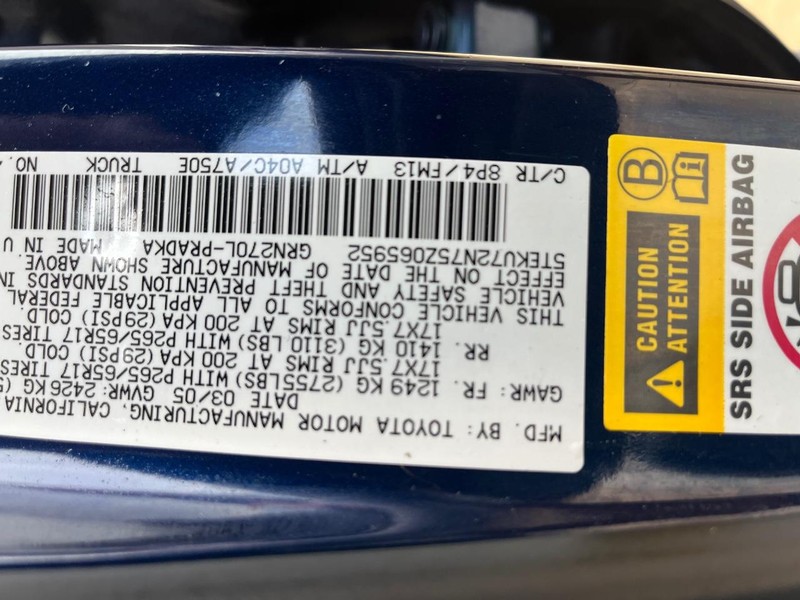 MFD. BY: TOYOTA MOTOR MANUFACTURING, CALIFORNIA
DATE 03/05 GVWR: 2426 KG
GAWR: FR. 1249 KG (2755LBS) WITH P265/65R17 TIRES
17X7.5JJ RIMS AT 200 KPA (29PSI) COLD
RR. 1410 KG (3110 LBS) WITH P265/65R17 TIRES
17X7.5JJ RIMS AT 200 KPA (29 PSI) COLD.
THIS VEHICLE CONFORMS TO ALL APPLICABLE FEDERAL
VEHICLE SAFETY AND THEFT PREVENTION STANDARDS IN
EFFECT ON THE DATE OF MANUFACTURE SHOWN ABOVE.
5TEKU72N75Z065952 GRN270L-PRADKA MADE IN U
C/TR 8P4/FM13 A/TM A04C/A750E TRUCK NO.
B
i
CAUTION
ATTENTION
SRS SIDE AIRBAG